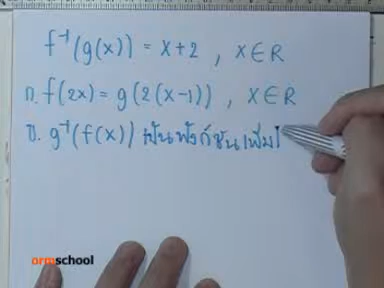 f⁻¹(g(x)) = x+2 , x∈R
ก. f(2x) = g(2(x-1)) , x∈R
ข. g⁻¹(f(x)) เป็นฟังก์ชันเพิ่ม
ormschool